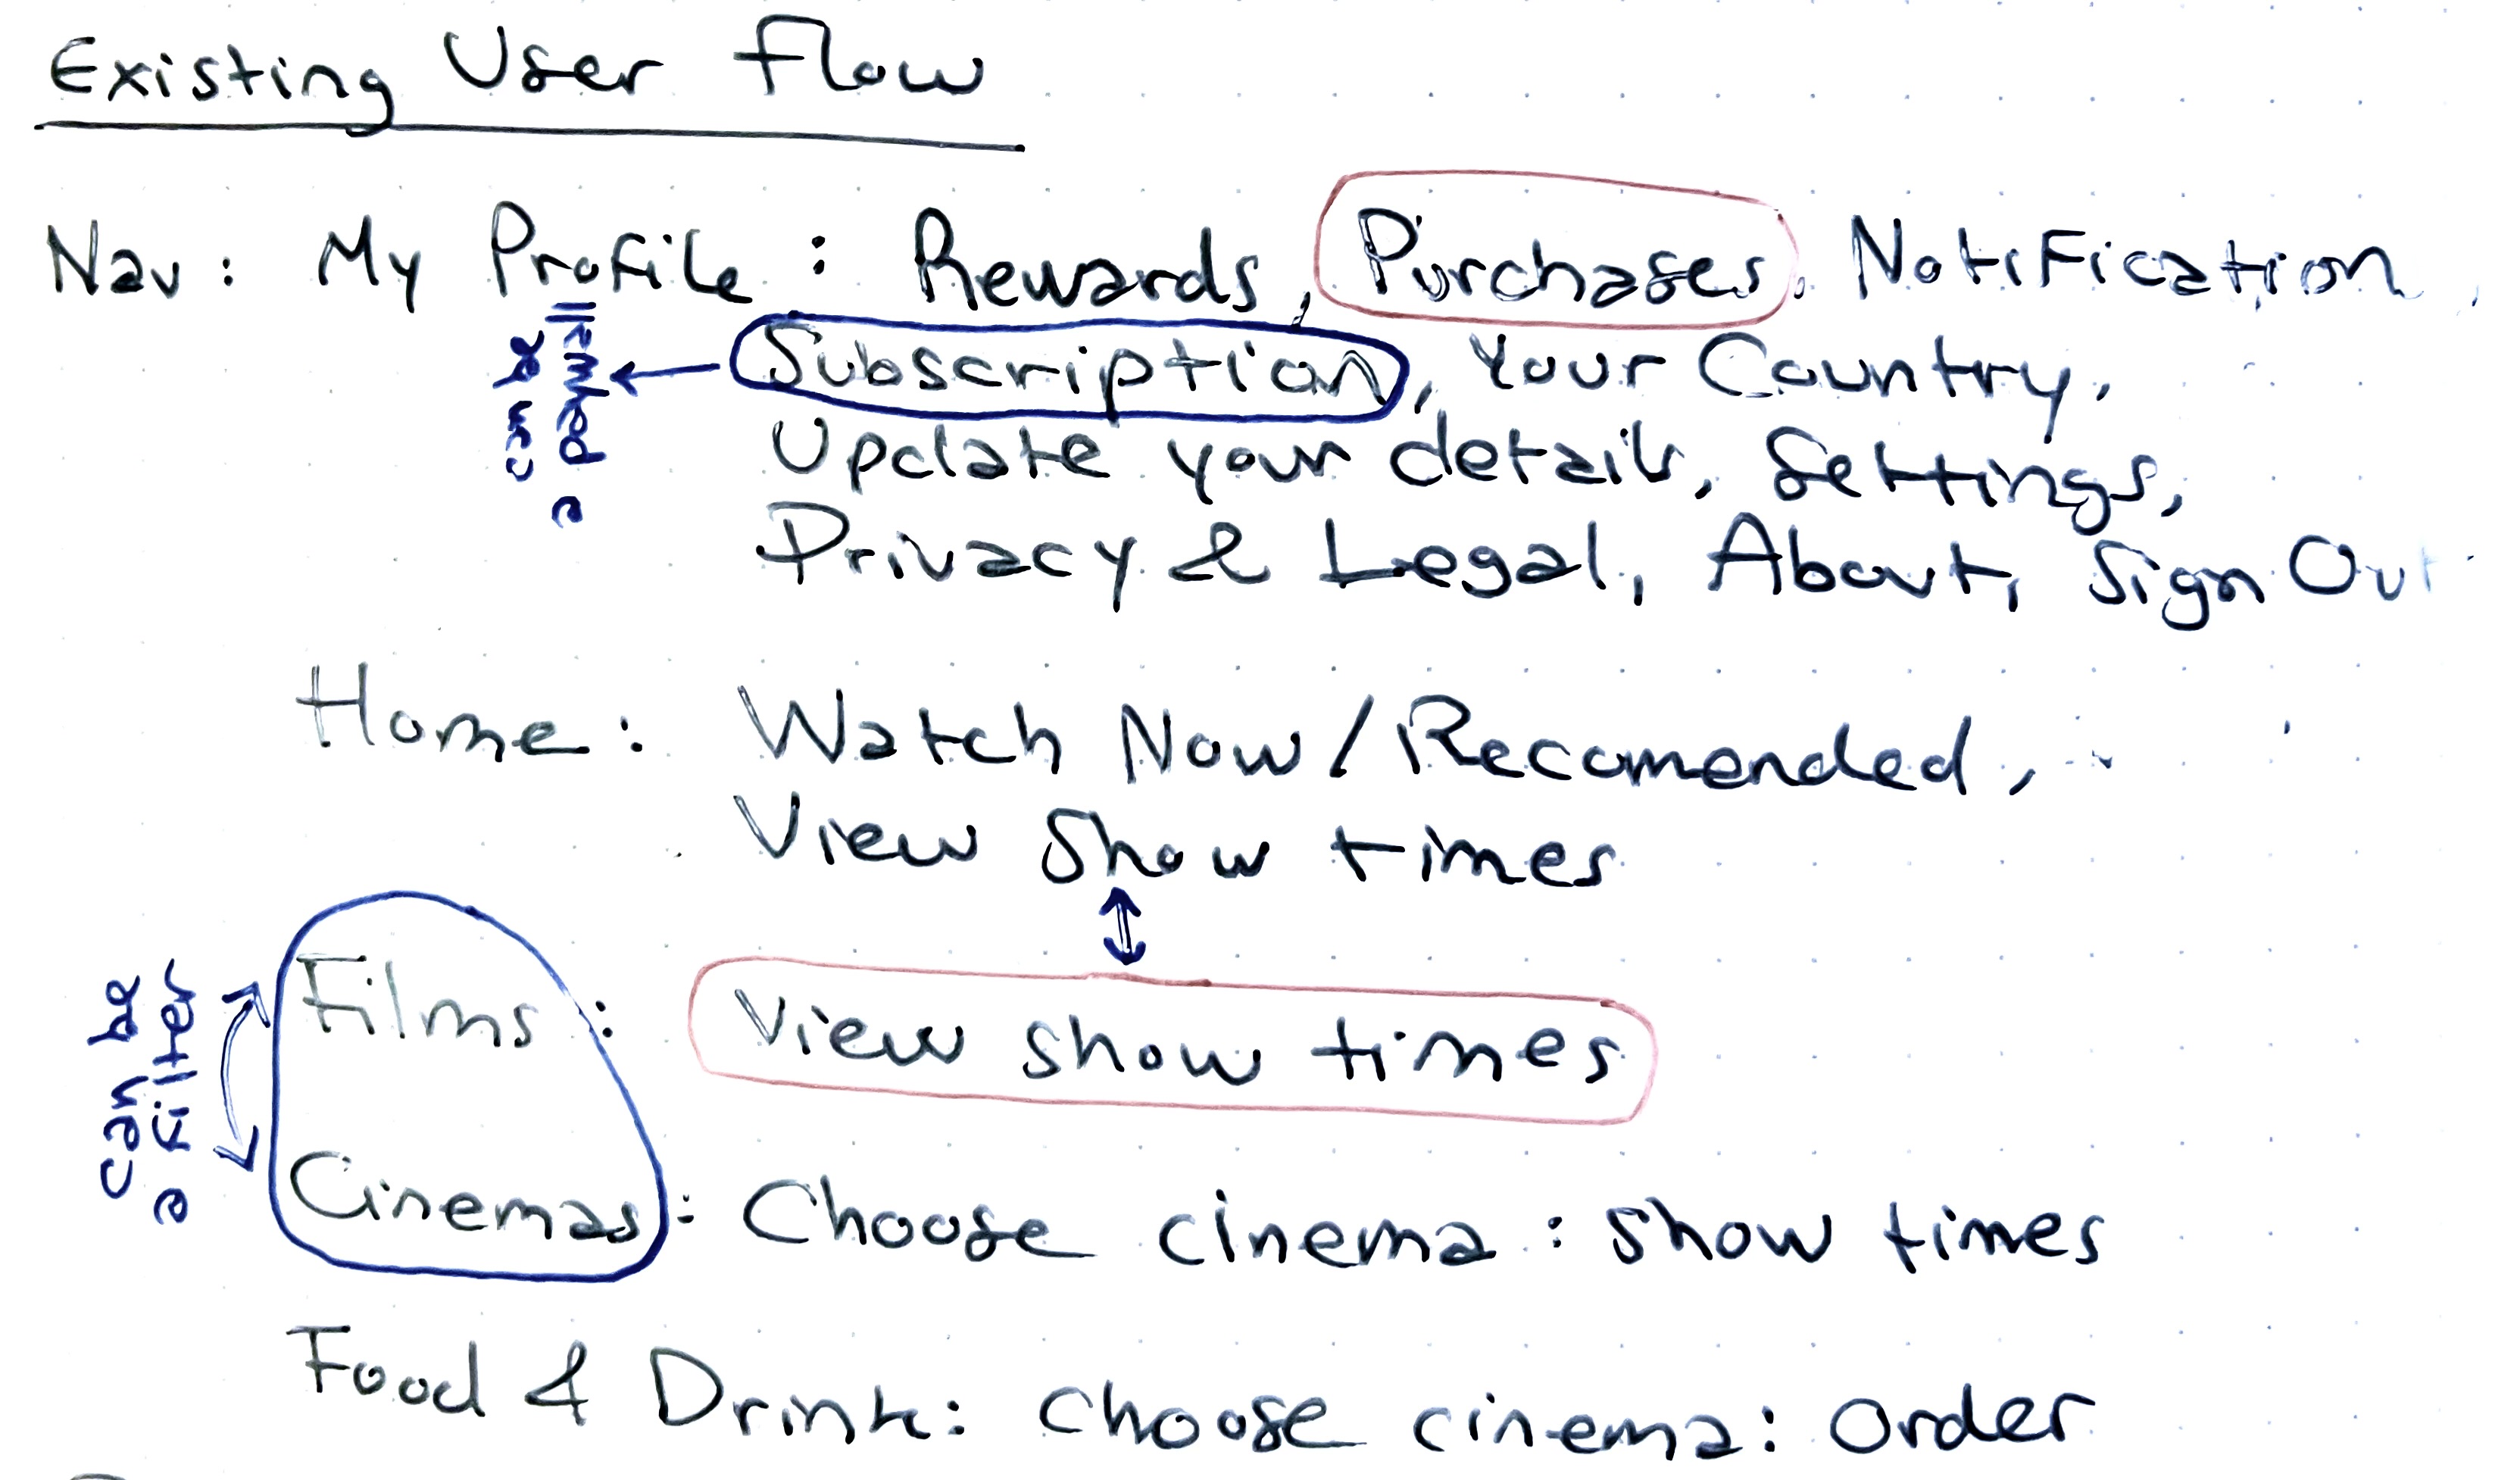 Existing User Flow
Nav: My Profile : Rewards, Purchases, Notification,
Subscription, Your Country,
can be
a
Update your details, Settings,
Privacy & Legal, About, Sign Out
Home: Watch Now/Recomended,
View Show times
Films: View show times
can be
a filter
Cinemas: Choose cinema: Show times
Food & Drink: Choose cinema: Order